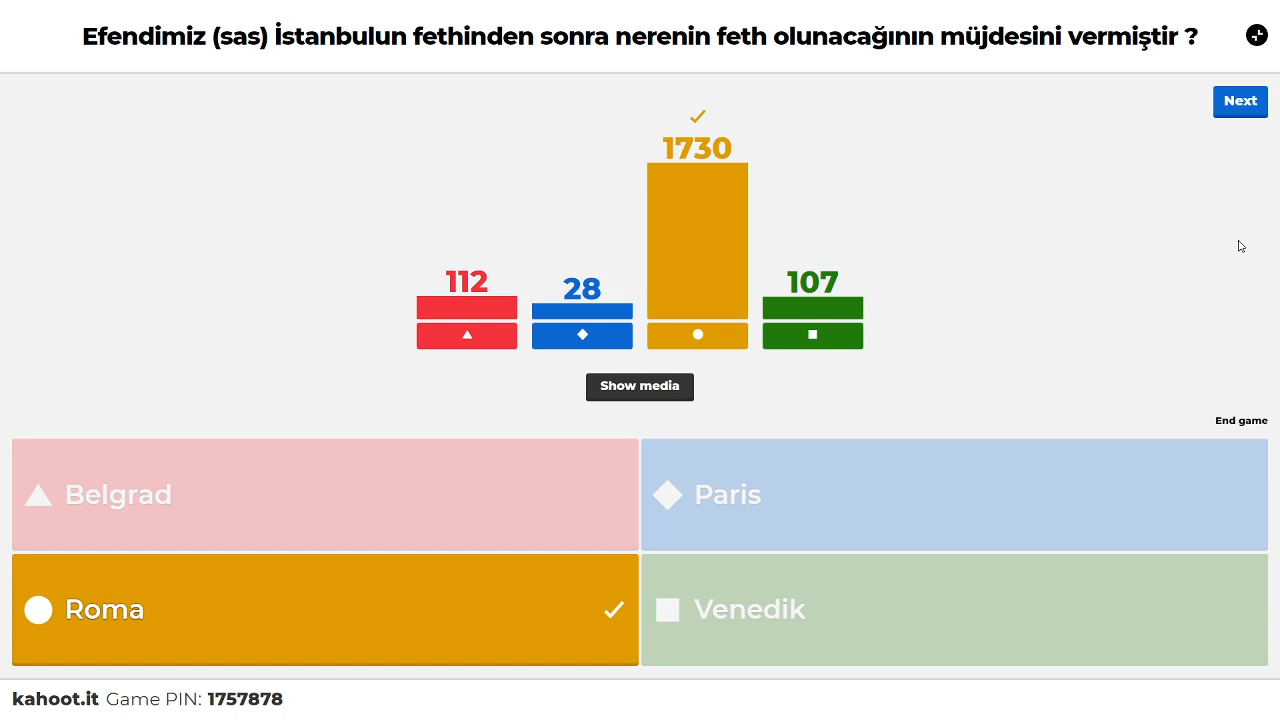 Efendimiz (sas) İstanbulun fethinden sonra nerenin feth olunacağının müjdesini vermiştir ?
Next
1730
112
28
107
Show media
End game
Belgrad
Paris
Roma
Venedik
kahoot.it Game PIN: 1757878